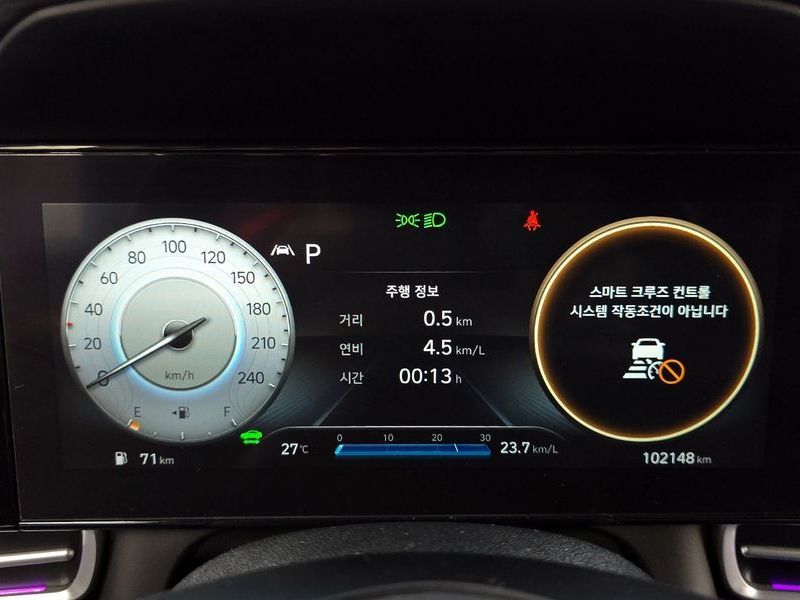 P
주행 정보
거리 0.5 km
연비 4.5 km/L
시간 00:13 h
0 20 40 60 80 100 120 150 180 210 240
km/h
E F
71 km
27℃
0 10 20 30
23.7 km/L
스마트 크루즈 컨트롤
시스템 작동조건이 아닙니다
102148 km